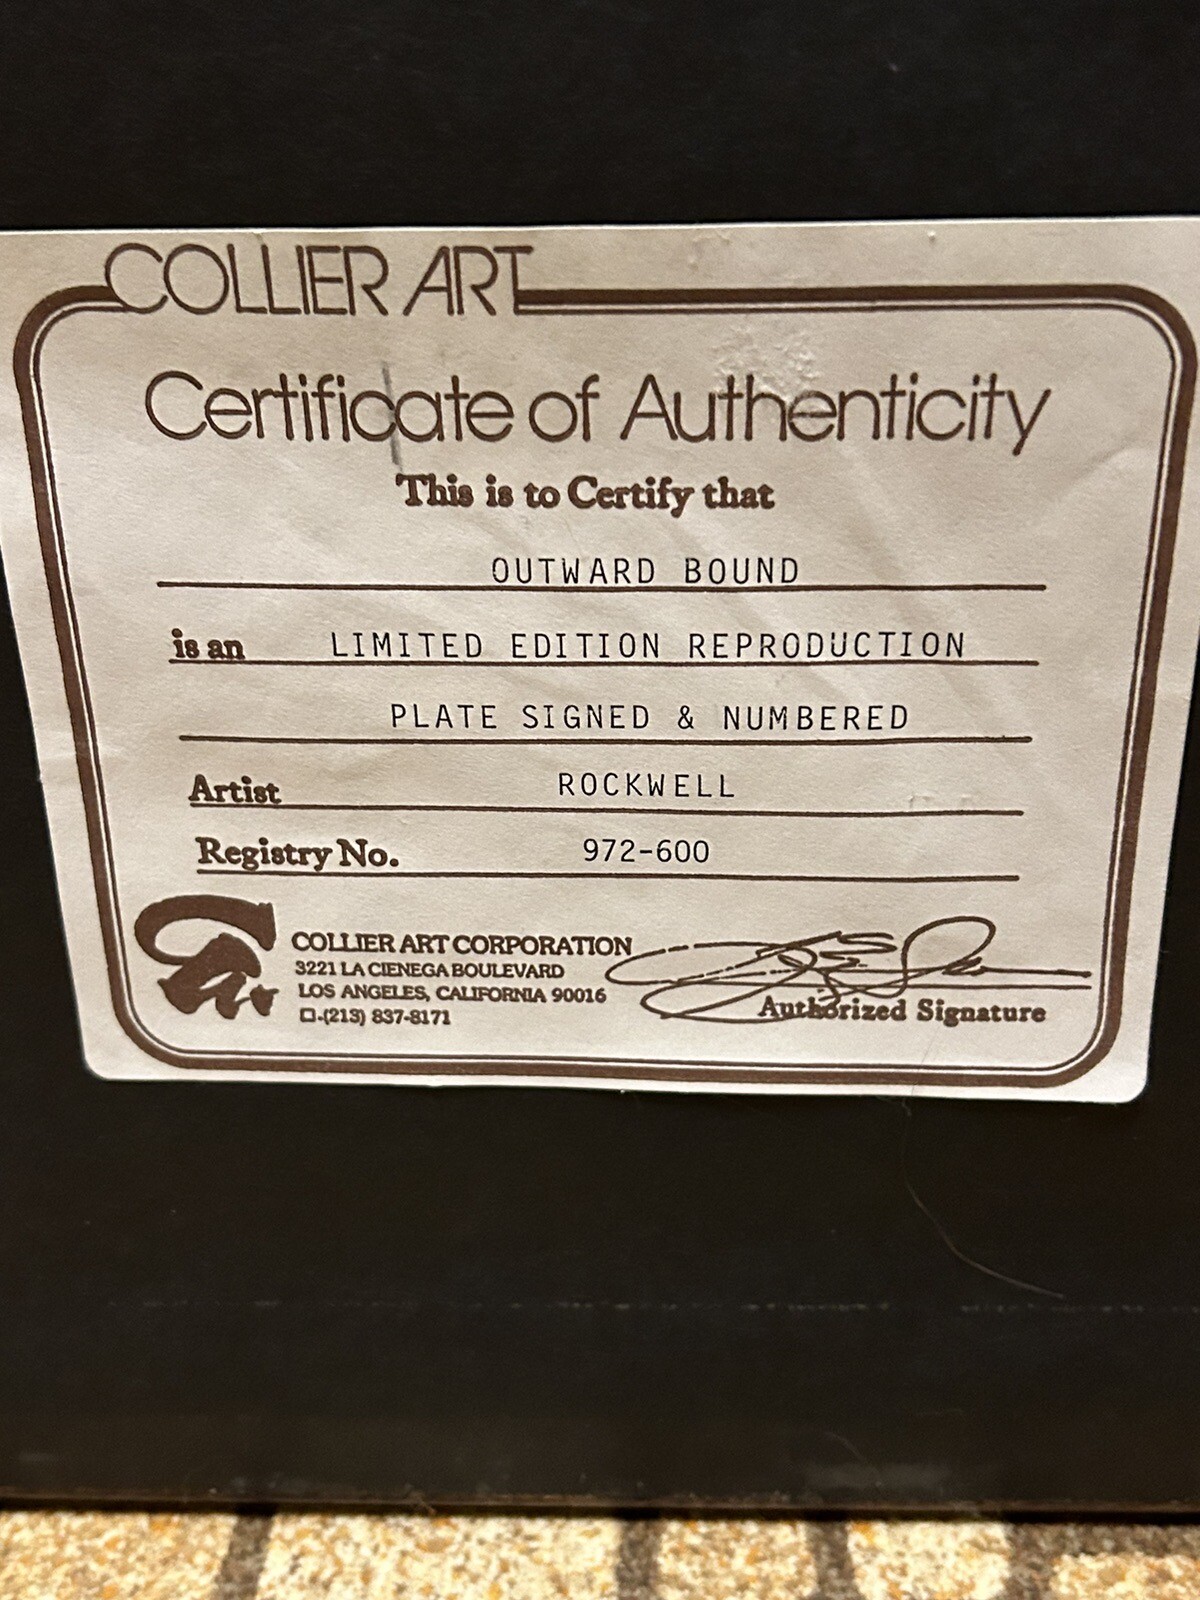 COLLIER ART
Certificate of Authenticity
This is to Certify that
OUTWARD BOUND
is an LIMITED EDITION REPRODUCTION
PLATE SIGNED & NUMBERED
Artist ROCKWELL
Registry No. 972-600
COLLIER ART CORPORATION
3221 LA CIENEGA BOULEVARD
LOS ANGELES, CALIFORNIA 90016
☐-(213) 837-8171
Authorized Signature